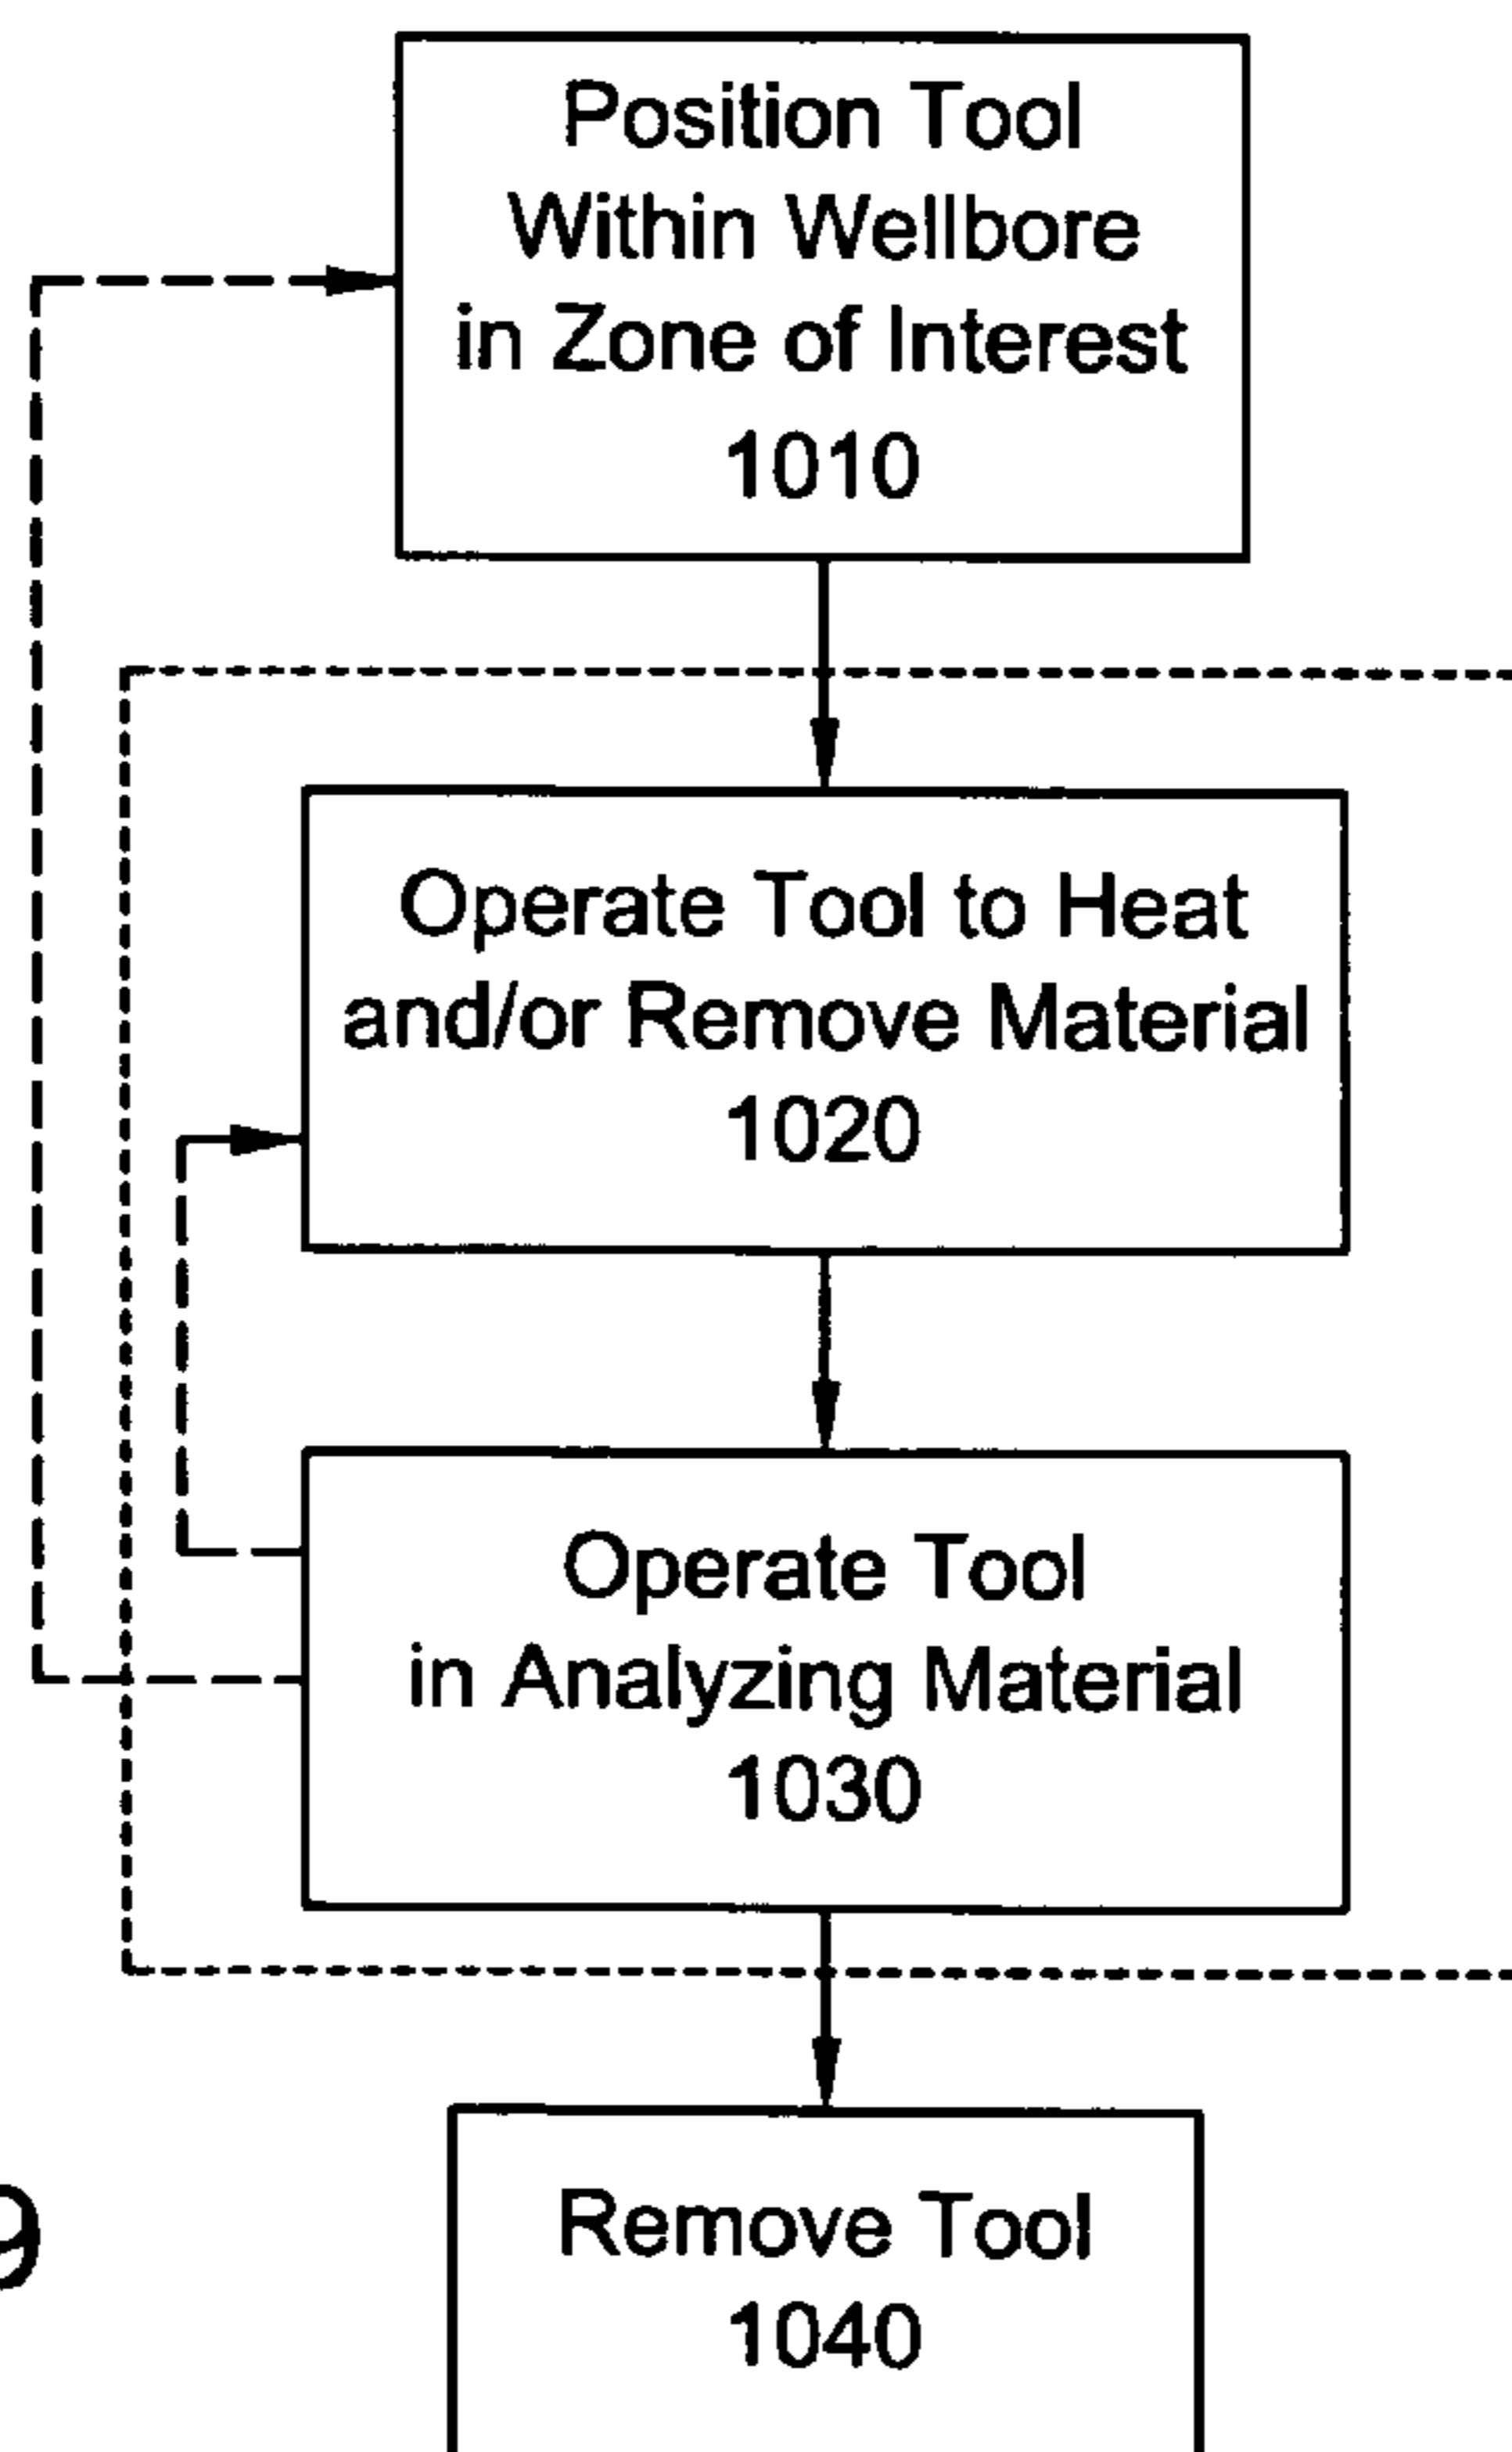 Position Tool
Within Wellbore
in Zone of Interest
1010
Operate Tool to Heat
and/or Remove Material
1020
Operate Tool
in Analyzing Material
1030
9
Remove Tool
1040